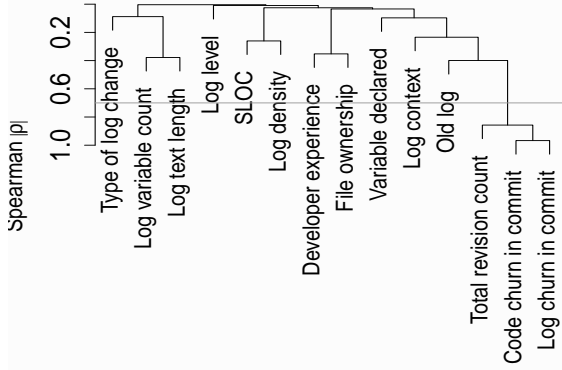 Spearman |ρ|
0.2
0.6
1.0
Type of log change
Log variable count
Log text length
Log level
SLOC
Log density
Developer experience
File ownership
Variable declared
Log context
Old log
Total revision count
Code churn in commit
Log churn in commit